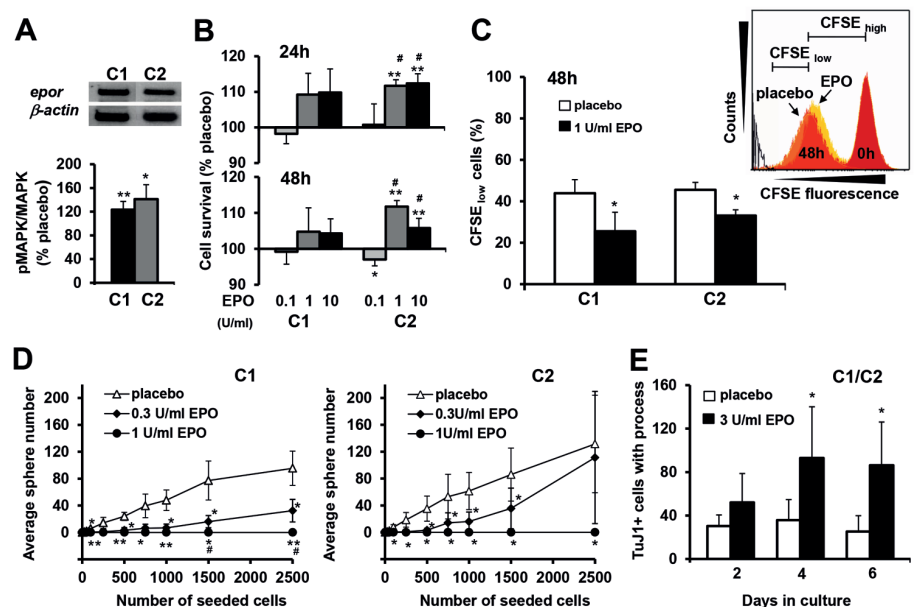 A
C1 C2
epor
β-actin
pMAPK/MAPK
(% placebo)
200
160
120
80
40
0
**
*
C1 C2
B
24h
Cell survival (% placebo)
120
110
100
90
#
**
#
**
48h
120
110
100
90
#
**
#
**
*
EPO 0.1 1 10 0.1 1 10
(U/ml) C1 C2
C
48h
CFSElow cells (%)
100
80
60
40
20
0
placebo
1 U/ml EPO
*
*
C1 C2
CFSE high
CFSE low
placebo
EPO
48h
0h
Counts
CFSE fluorescence
D
C1
Average sphere number
200
160
120
80
40
0
placebo
0.3 U/ml EPO
1 U/ml EPO
* * * * *
** ** * ** * **
# #
0 500 1000 1500 2000 2500
Number of seeded cells
C2
Average sphere number
200
160
120
80
40
0
placebo
0.3U/ml EPO
1U/ml EPO
* * * * *
* * * * * * *
0 500 1000 1500 2000 2500
Number of seeded cells
E
C1/C2
TuJ1+ cells with process
160
120
80
40
0
placebo
3 U/ml EPO
*
*
2 4 6
Days in culture